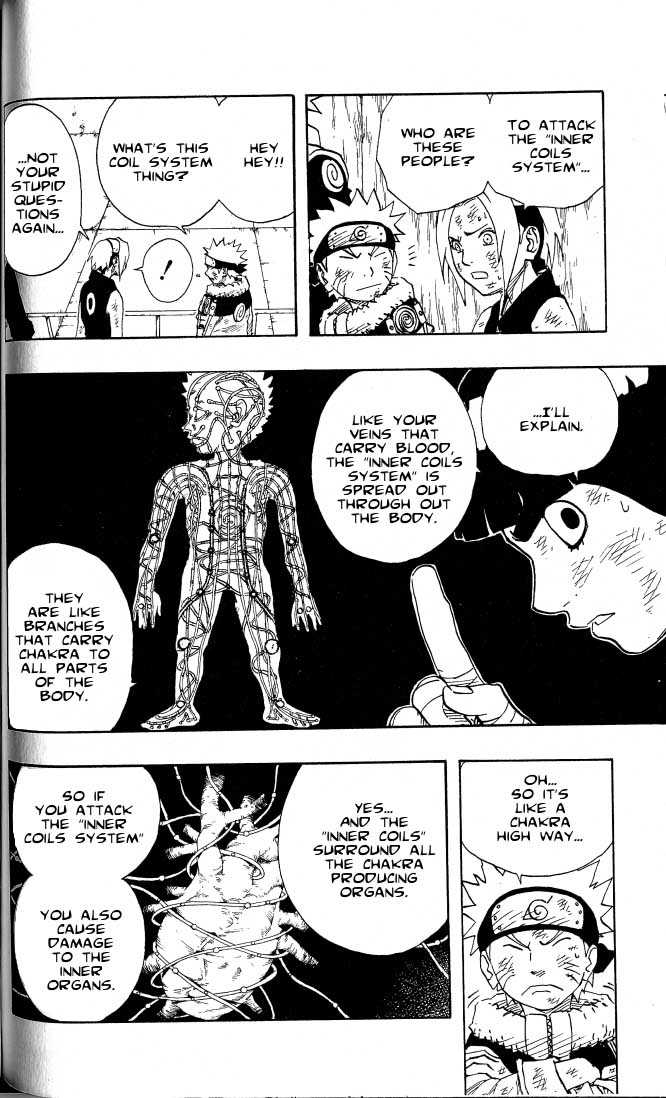 TO ATTACK
THE "INNER
COILS
SYSTEM"...
WHO ARE
THESE
PEOPLE?
HEY
HEY!!
WHAT'S THIS
COIL SYSTEM
THING?
!
...NOT
YOUR
STUPID
QUES-
TIONS
AGAIN...
...I'LL
EXPLAIN.
LIKE YOUR
VEINS THAT
CARRY BLOOD,
THE "INNER COILS
SYSTEM" IS
SPREAD OUT
THROUGH OUT
THE BODY.
THEY
ARE LIKE
BRANCHES
THAT CARRY
CHAKRA TO
ALL PARTS
OF THE
BODY.
OH...
SO IT'S
LIKE A
CHAKRA
HIGH WAY...
YES...
AND THE
"INNER COILS"
SURROUND ALL
THE CHAKRA
PRODUCING
ORGANS.
SO IF
YOU ATTACK
THE "INNER
COILS SYSTEM"
YOU ALSO
CAUSE
DAMAGE
TO THE
INNER
ORGANS.